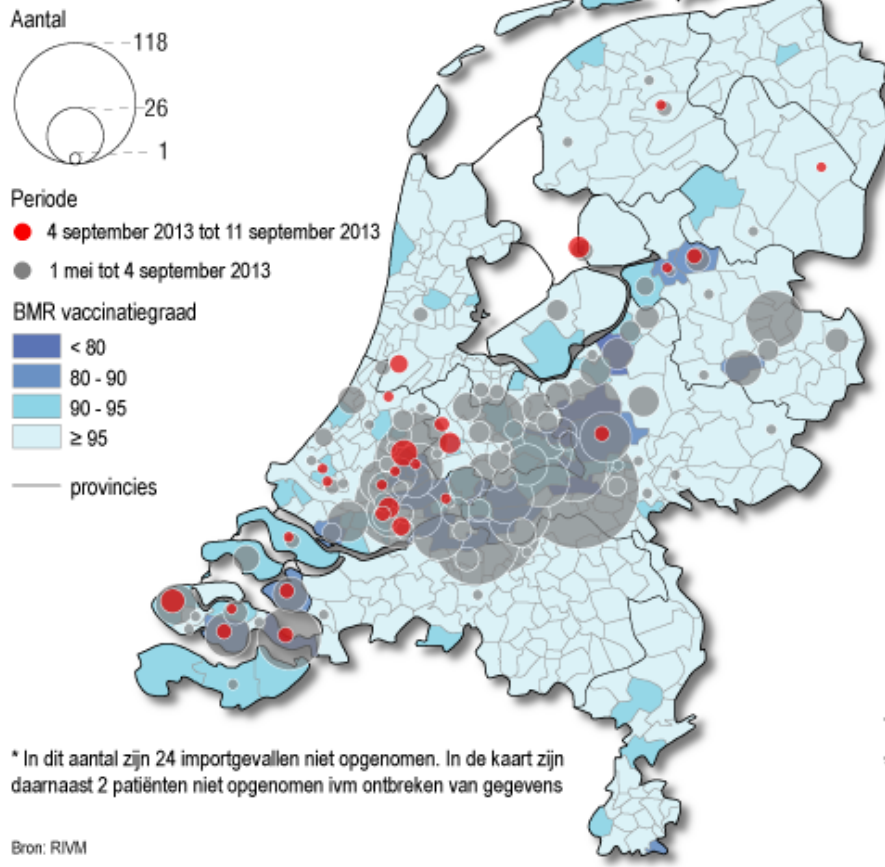 Aantal
118
26
1
Periode
4 september 2013 tot 11 september 2013
1 mei tot 4 september 2013
BMR vaccinatiegraad
< 80
80 - 90
90 - 95
≥ 95
provincies
* In dit aantal zijn 24 importgevallen niet opgenomen. In de kaart zijn
daarnaast 2 patiënten niet opgenomen ivm ontbreken van gegevens
Bron: RIVM